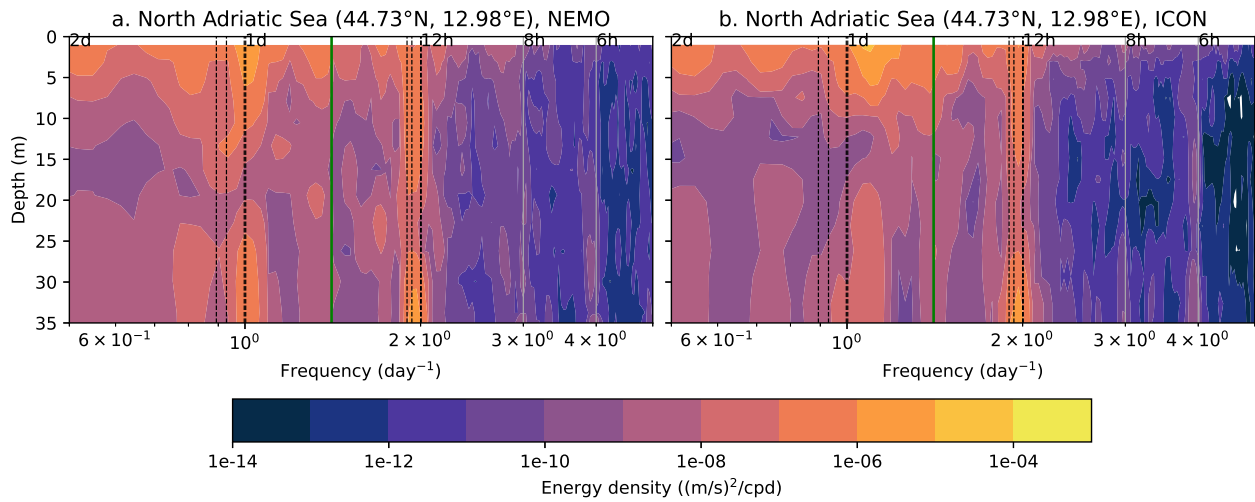 a. North Adriatic Sea (44.73°N, 12.98°E), NEMO
b. North Adriatic Sea (44.73°N, 12.98°E), ICON
2d 1d 12h 8h 6h
2d 1d 12h 8h 6h
0
5
10
15
20
25
30
35
Depth (m)
6 × 10⁻¹ 10⁰ 2 × 10⁰ 3 × 10⁰ 4 × 10⁰
6 × 10⁻¹ 10⁰ 2 × 10⁰ 3 × 10⁰ 4 × 10⁰
Frequency (day⁻¹)
Frequency (day⁻¹)
1e-14 1e-12 1e-10 1e-08 1e-06 1e-04
Energy density ((m/s)²/cpd)